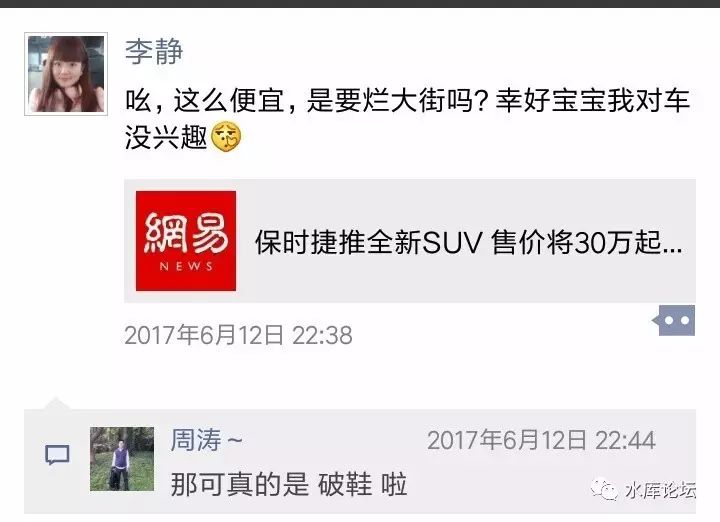 李静
吆,这么便宜,是要烂大街吗?幸好宝宝我对车
没兴趣
網易
NEWS
保时捷推全新SUV 售价将30万起...
2017年6月12日 22:38
周涛~
2017年6月12日 22:44
那可真的是 破鞋 啦
水库论坛